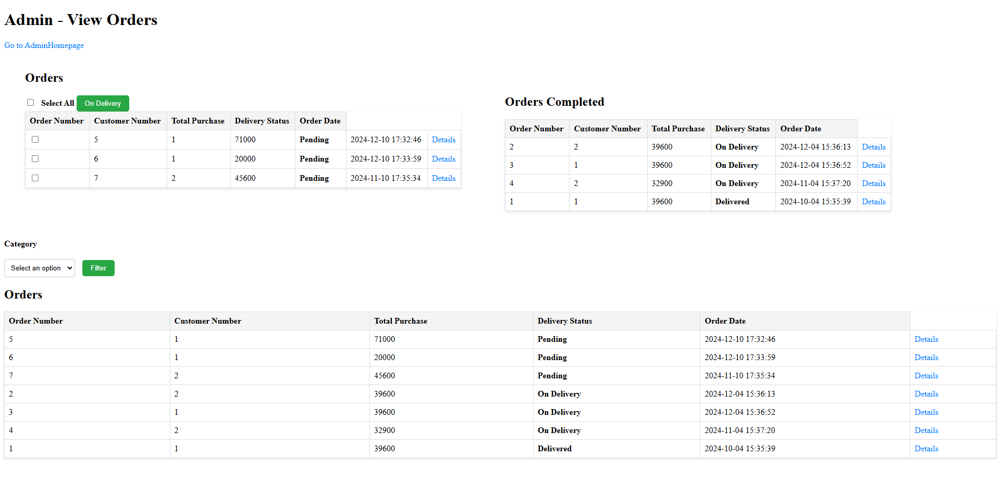 Admin - View Orders
Go to AdminHomepage
Orders
Select All On Delivery
Order Number Customer Number Total Purchase Delivery Status Order Date
5 1 71000 Pending 2024-12-10 17:32:46 Details
6 1 20000 Pending 2024-12-10 17:33:59 Details
7 2 45600 Pending 2024-11-10 17:35:34 Details
Orders Completed
Order Number Customer Number Total Purchase Delivery Status Order Date
2 2 39600 On Delivery 2024-12-04 15:36:13 Details
3 1 39600 On Delivery 2024-12-04 15:36:52 Details
4 2 32900 On Delivery 2024-11-04 15:37:20 Details
1 1 39600 Delivered 2024-10-04 15:35:39 Details
Category
Select an option Filter
Orders
Order Number Customer Number Total Purchase Delivery Status Order Date
5 1 71000 Pending 2024-12-10 17:32:46 Details
6 1 20000 Pending 2024-12-10 17:33:59 Details
7 2 45600 Pending 2024-11-10 17:35:34 Details
2 2 39600 On Delivery 2024-12-04 15:36:13 Details
3 1 39600 On Delivery 2024-12-04 15:36:52 Details
4 2 32900 On Delivery 2024-11-04 15:37:20 Details
1 1 39600 Delivered 2024-10-04 15:35:39 Details